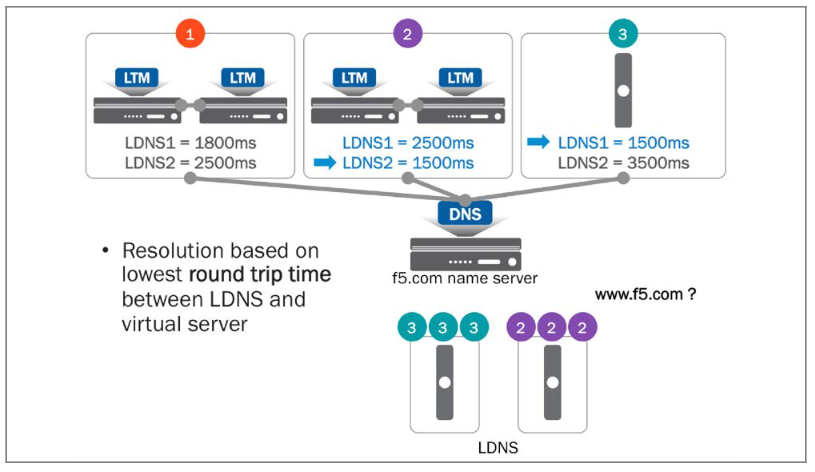 1
2
3
LTM
LTM
LTM
LTM
LDNS1 = 1800ms
LDNS2 = 2500ms
LDNS1 = 2500ms
LDNS2 = 1500ms
LDNS1 = 1500ms
LDNS2 = 3500ms
DNS
f5.com name server
• Resolution based on
lowest round trip time
between LDNS and
virtual server
www.f5.com ?
3 3 3
2 2 2
LDNS